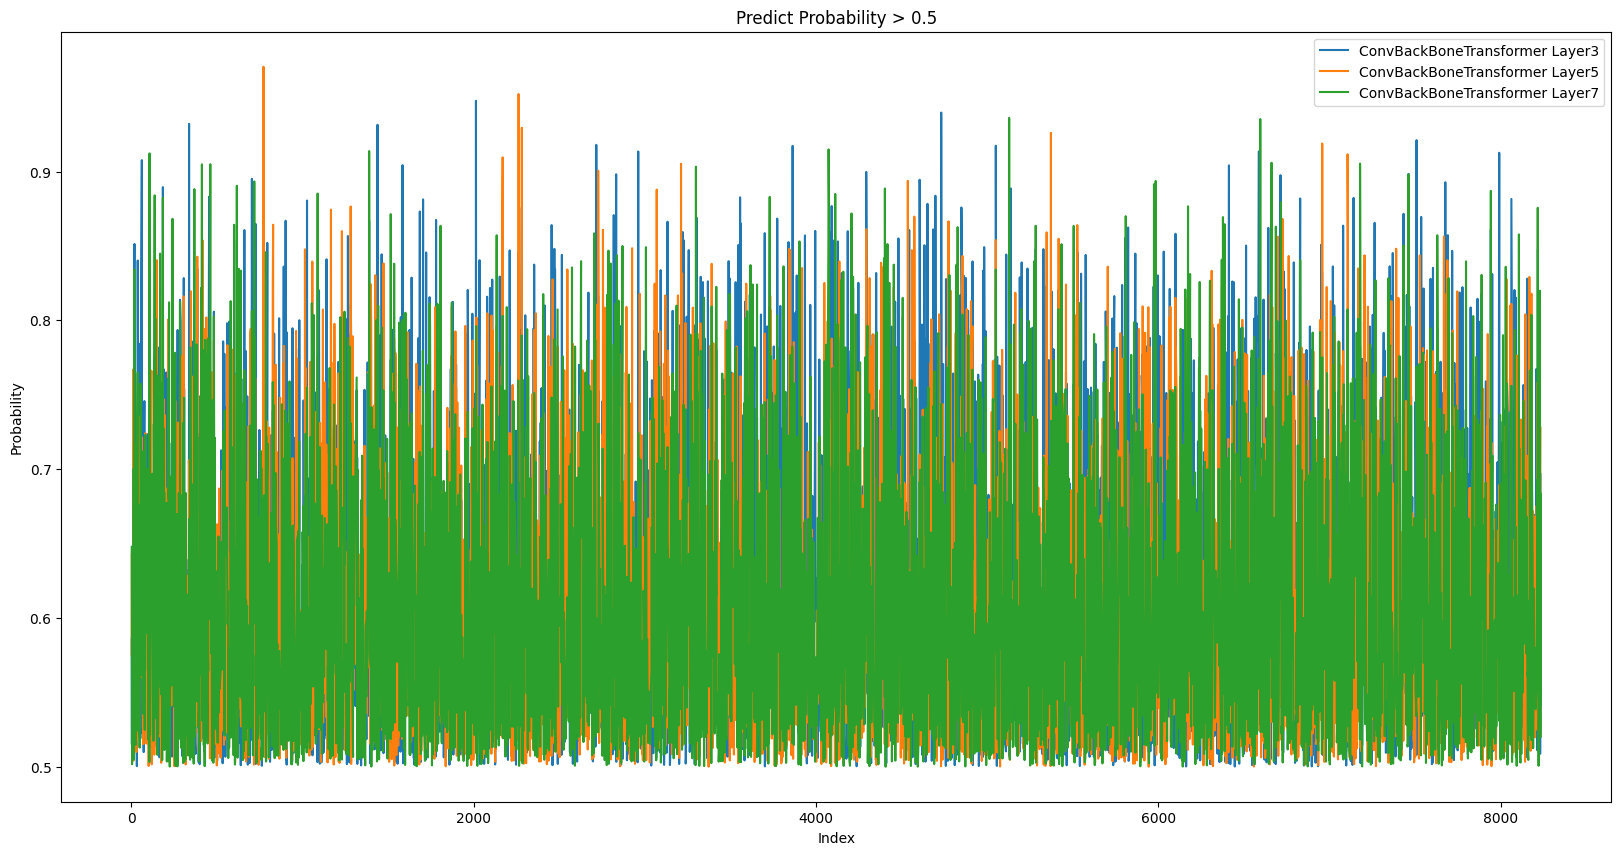 Predict Probability > 0.5
ConvBackBoneTransformer Layer3
ConvBackBoneTransformer Layer5
ConvBackBoneTransformer Layer7
0.9
0.8
0.7
0.6
0.5
Probability
0
2000
4000
6000
8000
Index